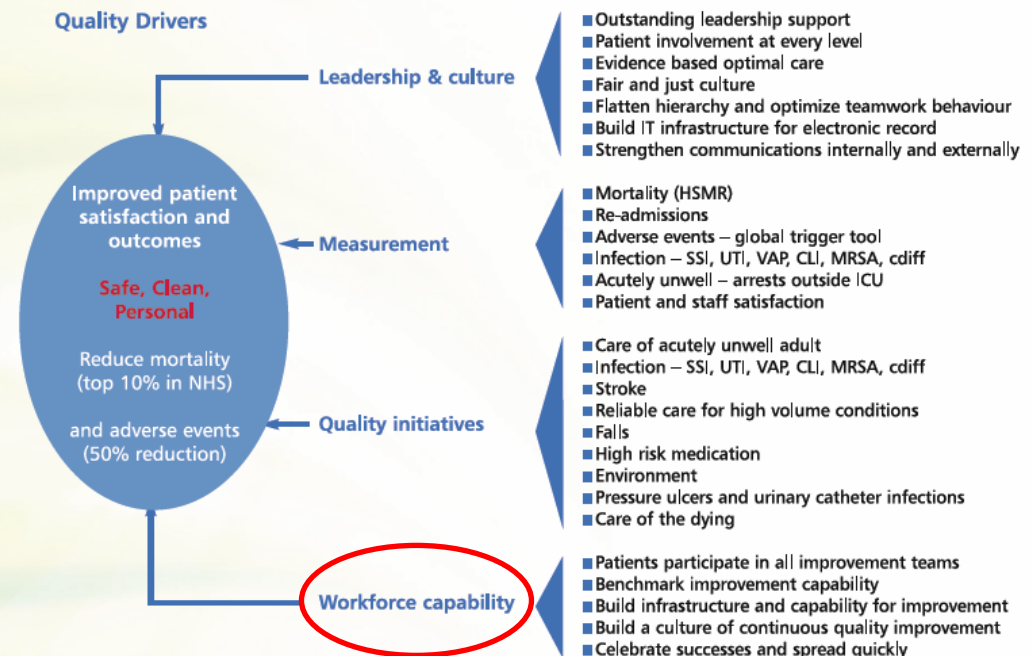 Quality Drivers
Leadership & culture
Outstanding leadership support
Patient involvement at every level
Evidence based optimal care
Fair and just culture
Flatten hierarchy and optimize teamwork behaviour
Build IT infrastructure for electronic record
Strengthen communications internally and externally
Improved patient
satisfaction and
outcomes
Safe, Clean,
Personal
Reduce mortality
(top 10% in NHS)
and adverse events
(50% reduction)
Measurement
Mortality (HSMR)
Re-admissions
Adverse events – global trigger tool
Infection – SSI, UTI, VAP, CLI, MRSA, cdiff
Acutely unwell – arrests outside ICU
Patient and staff satisfaction
Quality initiatives
Care of acutely unwell adult
Infection – SSI, UTI, VAP, CLI, MRSA, cdiff
Stroke
Reliable care for high volume conditions
Falls
High risk medication
Environment
Pressure ulcers and urinary catheter infections
Care of the dying
Workforce capability
Patients participate in all improvement teams
Benchmark improvement capability
Build infrastructure and capability for improvement
Build a culture of continuous quality improvement
Celebrate successes and spread quickly